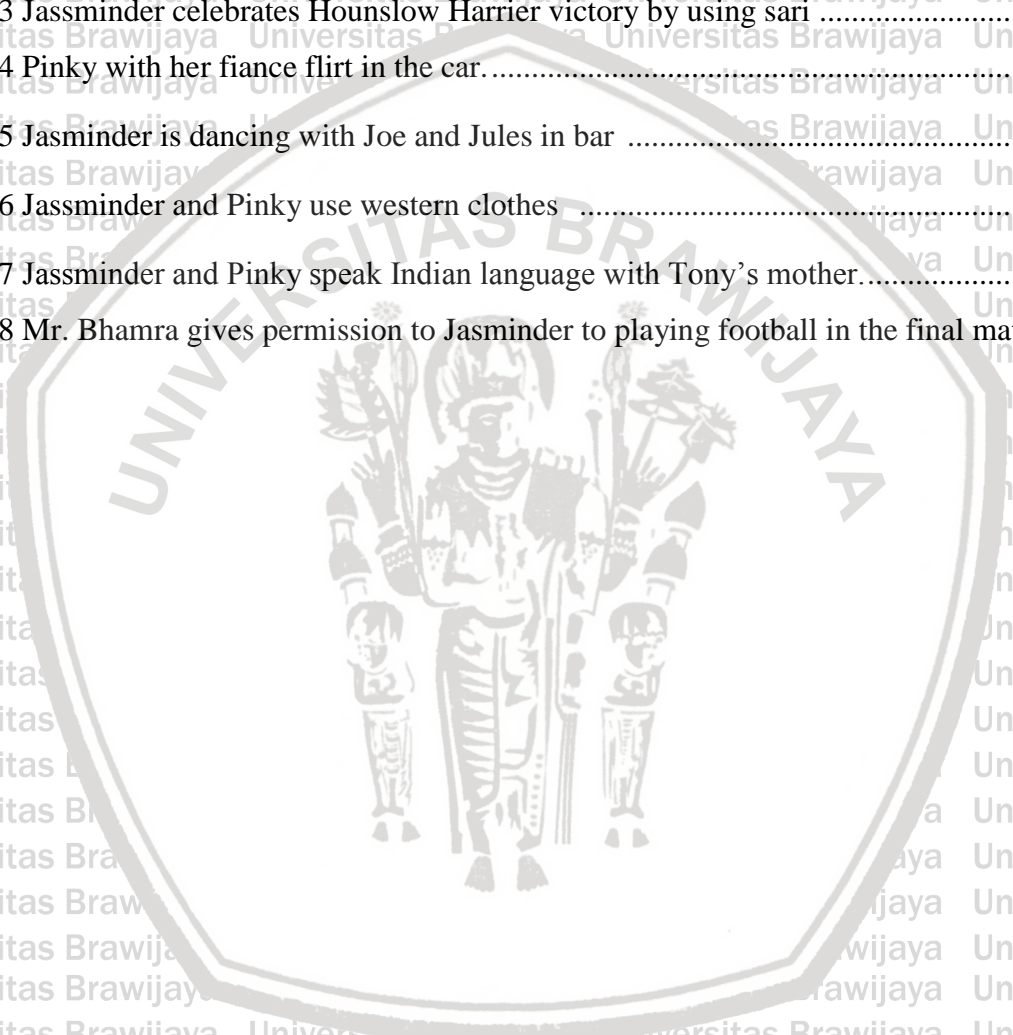 3 Jassminder celebrates Hounslow Harrier victory by using sari ......................
4 Pinky with her fiance flirt in the car.............................................................
5 Jasminder is dancing with Joe and Jules in bar .............................................
6 Jassminder and Pinky use western clothes ...................................................
7 Jassminder and Pinky speak Indian language with Tony’s mother..................
8 Mr. Bhamra gives permission to Jasminder to playing football in the final ma
UNIVERSITAS BRAWIJAYA